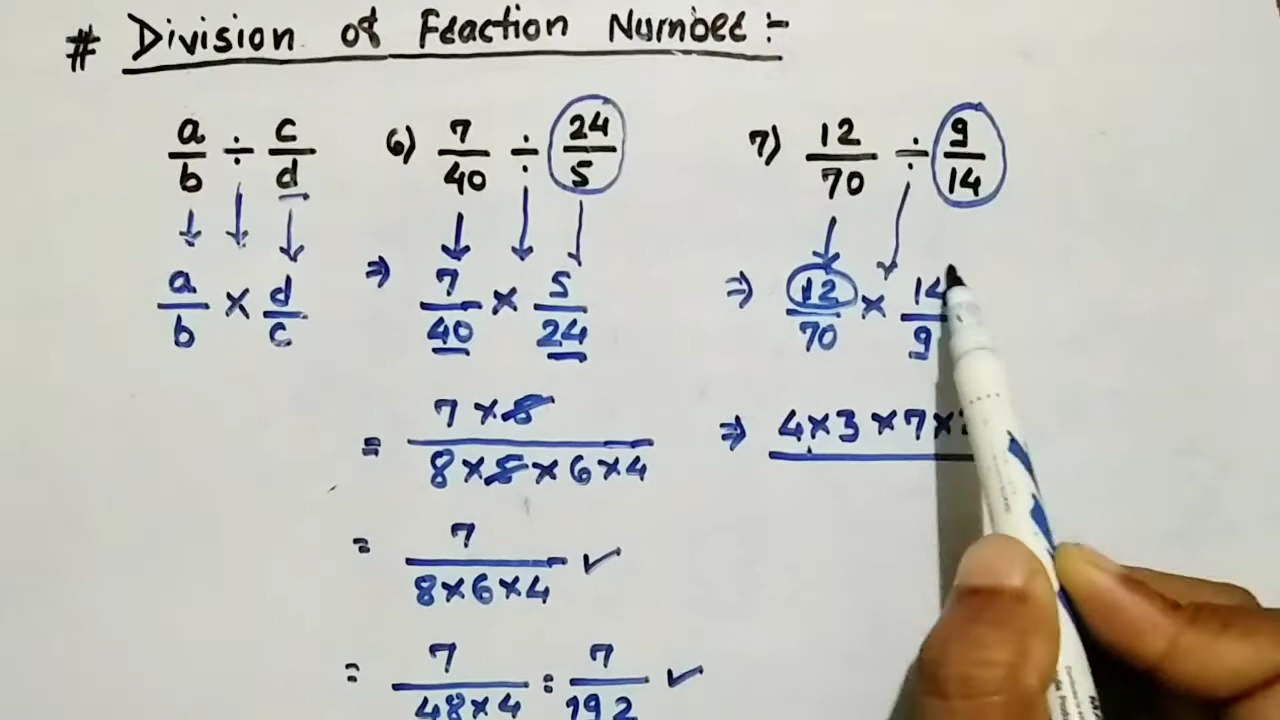 # Division of Fraction Number :-
a/b ÷ c/d
a/b × d/c
6) 7/40 ÷ 24/5
⇒ 7/40 × 5/24
= 7×5/8×5×6×4
= 7/8×6×4 ✓
= 7/48×4 = 7/192 ✓
7) 12/70 ÷ 9/14
⇒ 12/70 × 14/9
⇒ 4×3×7×